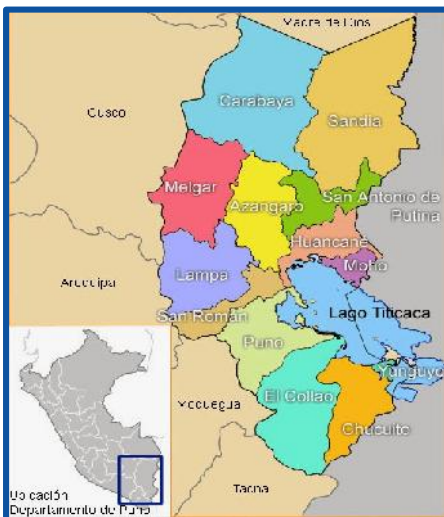 Madre de Dios
Cusco
Carabaya
Sandia
Melgar
Azangaro
San Antonio de
Putina
Huancane
Moho
Lampa
Arequipa
San Roman
Lago Titicaca
Puno
Yunguyo
El Collao
Moquegua
Chucuito
Tacna
Ubicación
Departamento de Puno